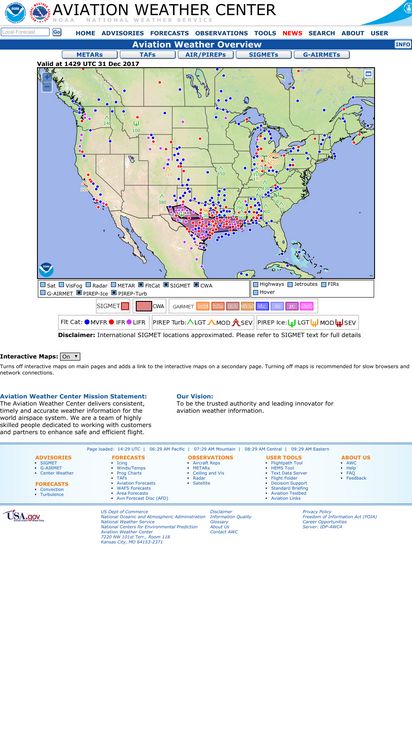 AVIATION WEATHER CENTER
NOAA NATIONAL WEATHER SERVICE
Local Forecast Go HOME ADVISORIES FORECASTS OBSERVATIONS TOOLS NEWS SEARCH ABOUT USER
Aviation Weather Overview INFO
METARs TAFs AIR/PIREPs SIGMETs G-AIRMETs
Valid at 1429 UTC 31 Dec 2017
Sat VisFog Radar METAR FltCat SIGMET CWA
G-AIRMET PIREP-Ice PIREP-Turb
Highways Jetroutes FIRs
Hover
SIGMET CWA GAIRMET
Flt Cat: MVFR IFR LIFR PIREP Turb: LGT MOD SEV PIREP Ice: LGT MOD SEV
Disclaimer: International SIGMET locations approximated. Please refer to SIGMET text for full details
Interactive Maps: On
Turns off interactive maps on main pages and adds a link to the interactive maps on a secondary page. Turning off maps is recommended for slow browsers and
network connections.
Aviation Weather Center Mission Statement:
The Aviation Weather Center delivers consistent,
timely and accurate weather information for the
world airspace system. We are a team of highly
skilled people dedicated to working with customers
and partners to enhance safe and efficient flight.
Our Vision:
To be the trusted authority and leading innovator for
aviation weather information.
Page loaded: 14:29 UTC | 06:29 AM Pacific | 07:29 AM Mountain | 08:29 AM Central | 09:29 AM Eastern
ADVISORIES
SIGMET
G-AIRMET
Center Weather
FORECASTS
Convection
Turbulence
FORECASTS
Icing
Winds/Temps
Prog Charts
TAFs
Aviation Forecasts
WAFS Forecasts
Area Forecasts
Avn Forecast Disc (AFD)
OBSERVATIONS
Aircraft Reps
METARs
Ceiling and Vis
Radar
Satellite
USER TOOLS
Flightpath Tool
HEMS Tool
Text Data Server
Flight Folder
Decision Support
Standard Briefing
Aviation Testbed
Aviation Links
ABOUT US
AWC
Help
FAQ
Feedback
USA.gov
US Dept of Commerce
National Oceanic and Atmospheric Administration
National Weather Service
National Centers for Environmental Prediction
Aviation Weather Center
7220 NW 101st Terr., Room 118
Kansas City, MO 64153-2371
Disclaimer
Information Quality
Glossary
About Us
Contact AWC
Privacy Policy
Freedom of Information Act (FOIA)
Career Opportunities